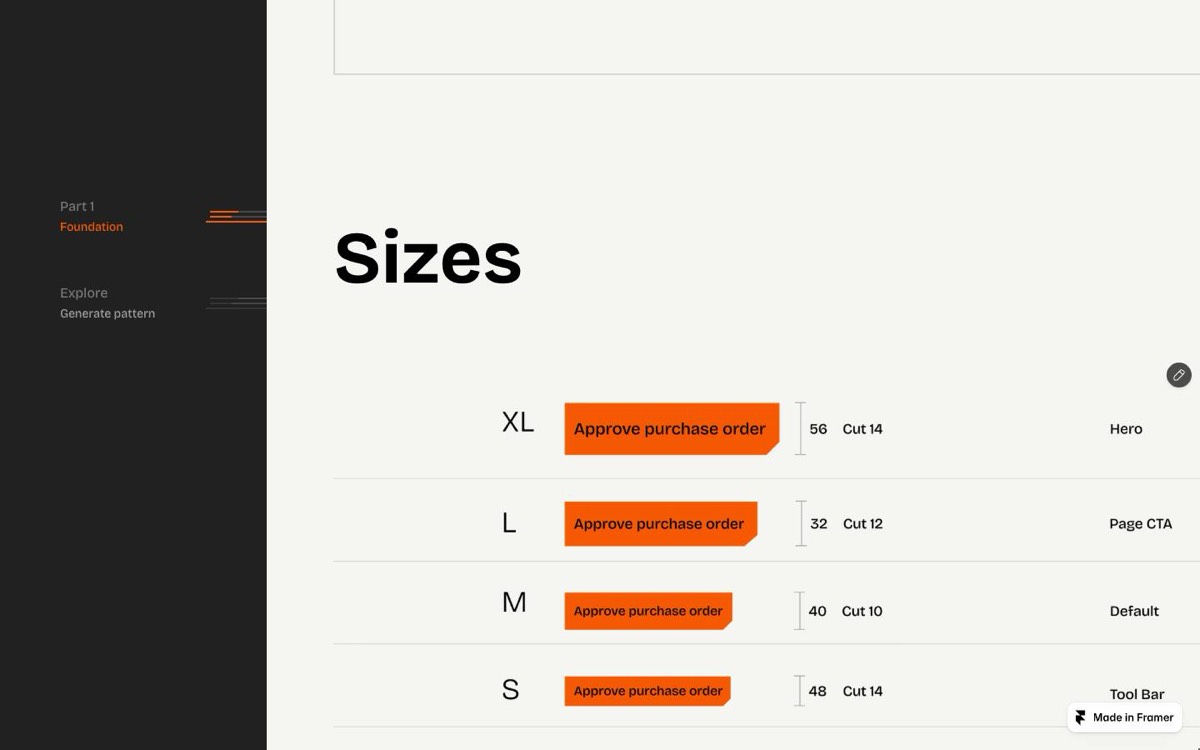 Part 1
Foundation
Explore
Generate pattern
Sizes
XL Approve purchase order 56 Cut 14 Hero
L Approve purchase order 32 Cut 12 Page CTA
M Approve purchase order 40 Cut 10 Default
S Approve purchase order 48 Cut 14 Tool Bar
Made in Framer